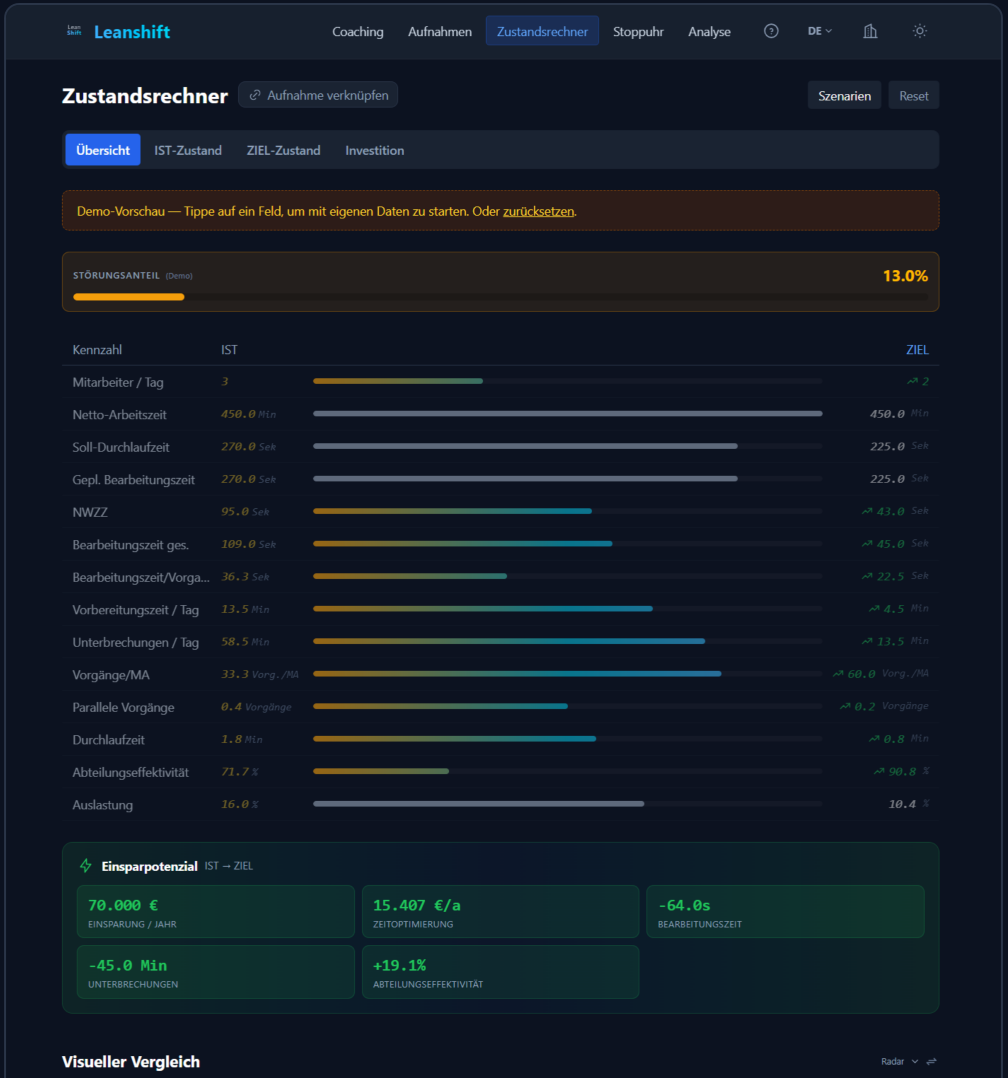 Lean
Shift
Leanshift
Coaching
Aufnahmen
Zustandsrechner
Stoppuhr
Analyse
?
DE
Zustandsrechner
Aufnahme verknüpfen
Szenarien
Reset
Übersicht
IST-Zustand
ZIEL-Zustand
Investition
Demo-Vorschau — Tippe auf ein Feld, um mit eigenen Daten zu starten. Oder zurücksetzen.
STÖRUNGSANTEIL (Demo) 13.0%
Kennzahl IST ZIEL
Mitarbeiter / Tag 3 2
Netto-Arbeitszeit 450.0 Min 450.0 Min
Soll-Durchlaufzeit 270.0 Sek 225.0 Sek
Gepl. Bearbeitungszeit 270.0 Sek 225.0 Sek
NWZZ 95.0 Sek 43.0 Sek
Bearbeitungszeit ges. 109.0 Sek 45.0 Sek
Bearbeitungszeit/Vorga... 36.3 Sek 22.5 Sek
Vorbereitungszeit / Tag 13.5 Min 4.5 Min
Unterbrechungen / Tag 58.5 Min 13.5 Min
Vorgänge/MA 33.3 Vorg./MA 60.0 Vorg./MA
Parallele Vorgänge 0.4 Vorgänge 0.2 Vorgänge
Durchlaufzeit 1.8 Min 0.8 Min
Abteilungseffektivität 71.7 % 90.8 %
Auslastung 16.0 % 10.4 %
Einsparpotenzial IST → ZIEL
70.000 €
EINSPARUNG / JAHR
15.407 €/a
ZEITOPTIMIERUNG
-64.0s
BEARBEITUNGSZEIT
-45.0 Min
UNTERBRECHUNGEN
+19.1%
ABTEILUNGSEFFEKTIVITÄT
Visueller Vergleich
Radar